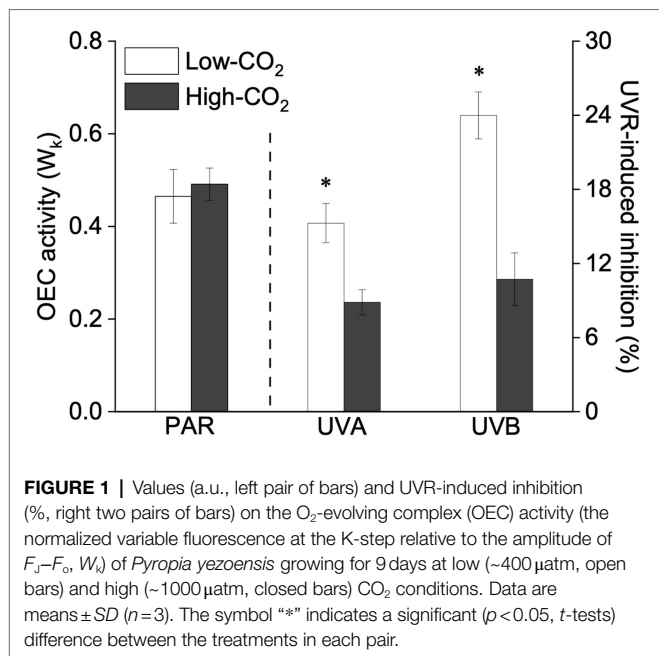 0.8
0.6
0.4
0.2
0.0
OEC activity (Wₖ)
Low-CO₂
High-CO₂
*
*
30
24
18
12
6
0
UVR-induced inhibition (%)
PAR UVA UVB
FIGURE 1 | Values (a.u., left pair of bars) and UVR-induced inhibition
(%, right two pairs of bars) on the O₂-evolving complex (OEC) activity (the
normalized variable fluorescence at the K-step relative to the amplitude of
F_J–F_o, Wₖ) of Pyropia yezoensis growing for 9 days at low (~400 μatm, open
bars) and high (~1000 μatm, closed bars) CO₂ conditions. Data are
means ± SD (n = 3). The symbol “*” indicates a significant (p < 0.05, t-tests)
difference between the treatments in each pair.